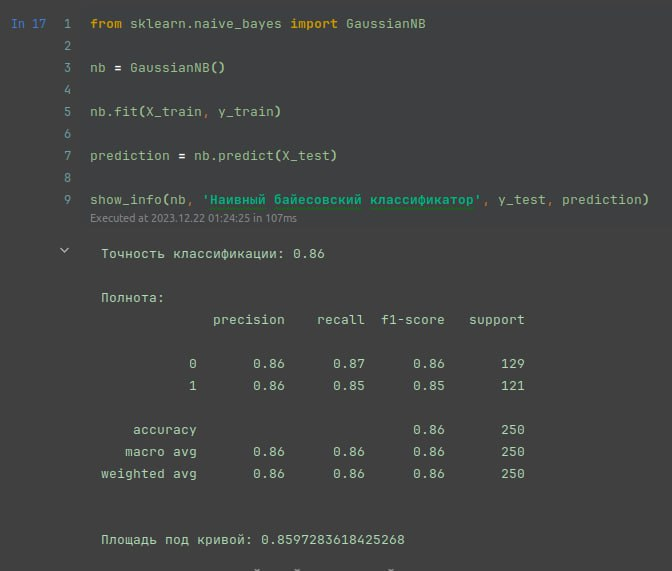 In 17 1 from sklearn.naive_bayes import GaussianNB
2
3 nb = GaussianNB()
4
5 nb.fit(X_train, y_train)
6
7 prediction = nb.predict(X_test)
8
9 show_info(nb, 'Наивный байесовский классификатор', y_test, prediction)
Executed at 2023.12.22 01:24:25 in 107ms
Точность классификации: 0.86
Полнота:
precision recall f1-score support
0 0.86 0.87 0.86 129
1 0.86 0.85 0.85 121
accuracy 0.86 250
macro avg 0.86 0.86 0.86 250
weighted avg 0.86 0.86 0.86 250
Площадь под кривой: 0.8597283618425268